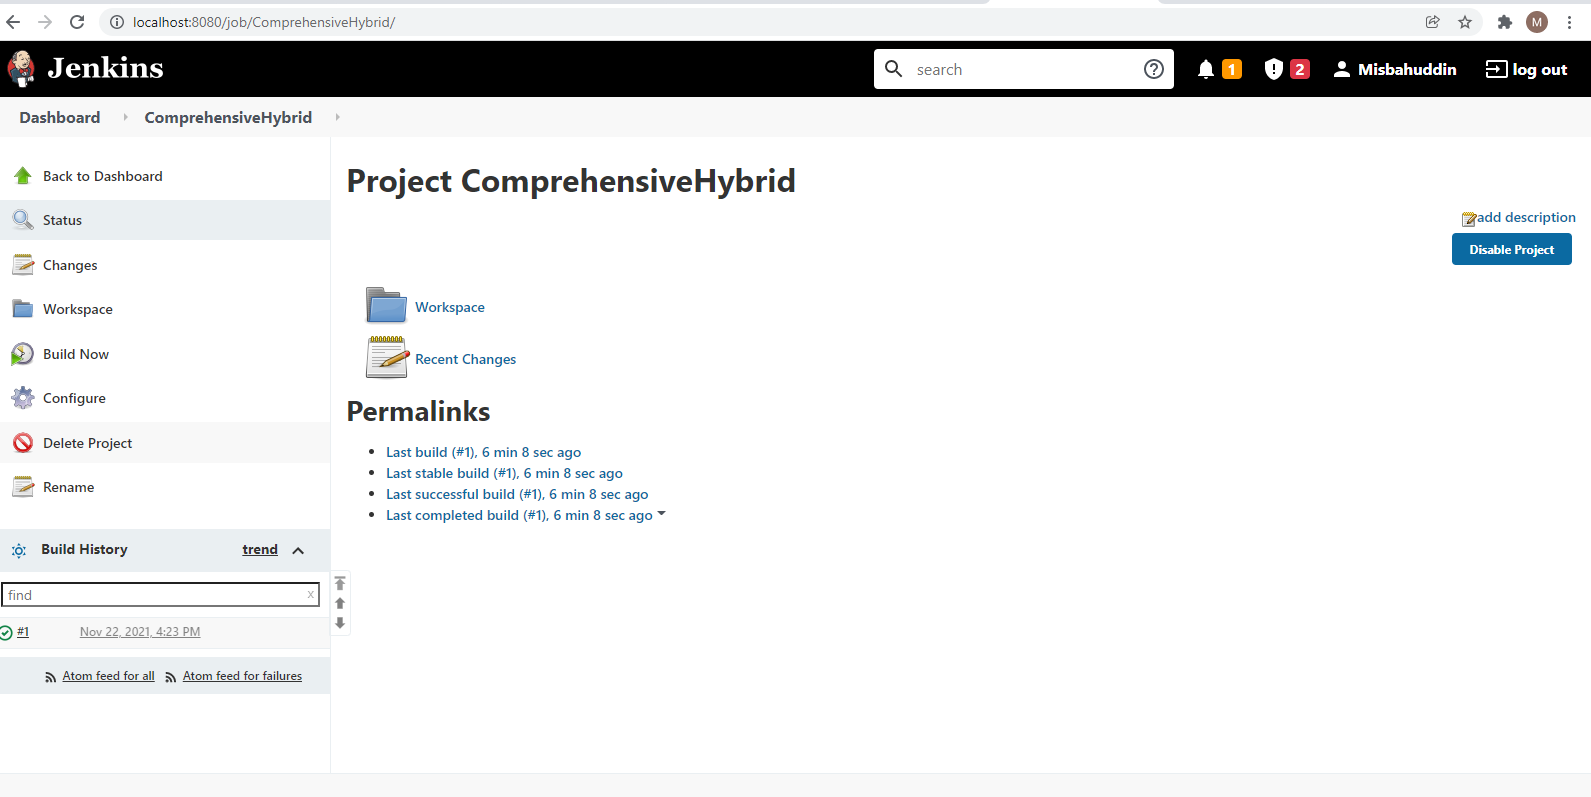 localhost:8080/job/ComprehensiveHybrid/
M
Jenkins
search
1
2
Misbahuddin
log out
Dashboard
ComprehensiveHybrid
Back to Dashboard
Status
Changes
Workspace
Build Now
Configure
Delete Project
Rename
Build History
trend
find
x
#1
Nov 22, 2021, 4:23 PM
Atom feed for all
Atom feed for failures
Project ComprehensiveHybrid
add description
Disable Project
Workspace
Recent Changes
Permalinks
Last build (#1), 6 min 8 sec ago
Last stable build (#1), 6 min 8 sec ago
Last successful build (#1), 6 min 8 sec ago
Last completed build (#1), 6 min 8 sec ago